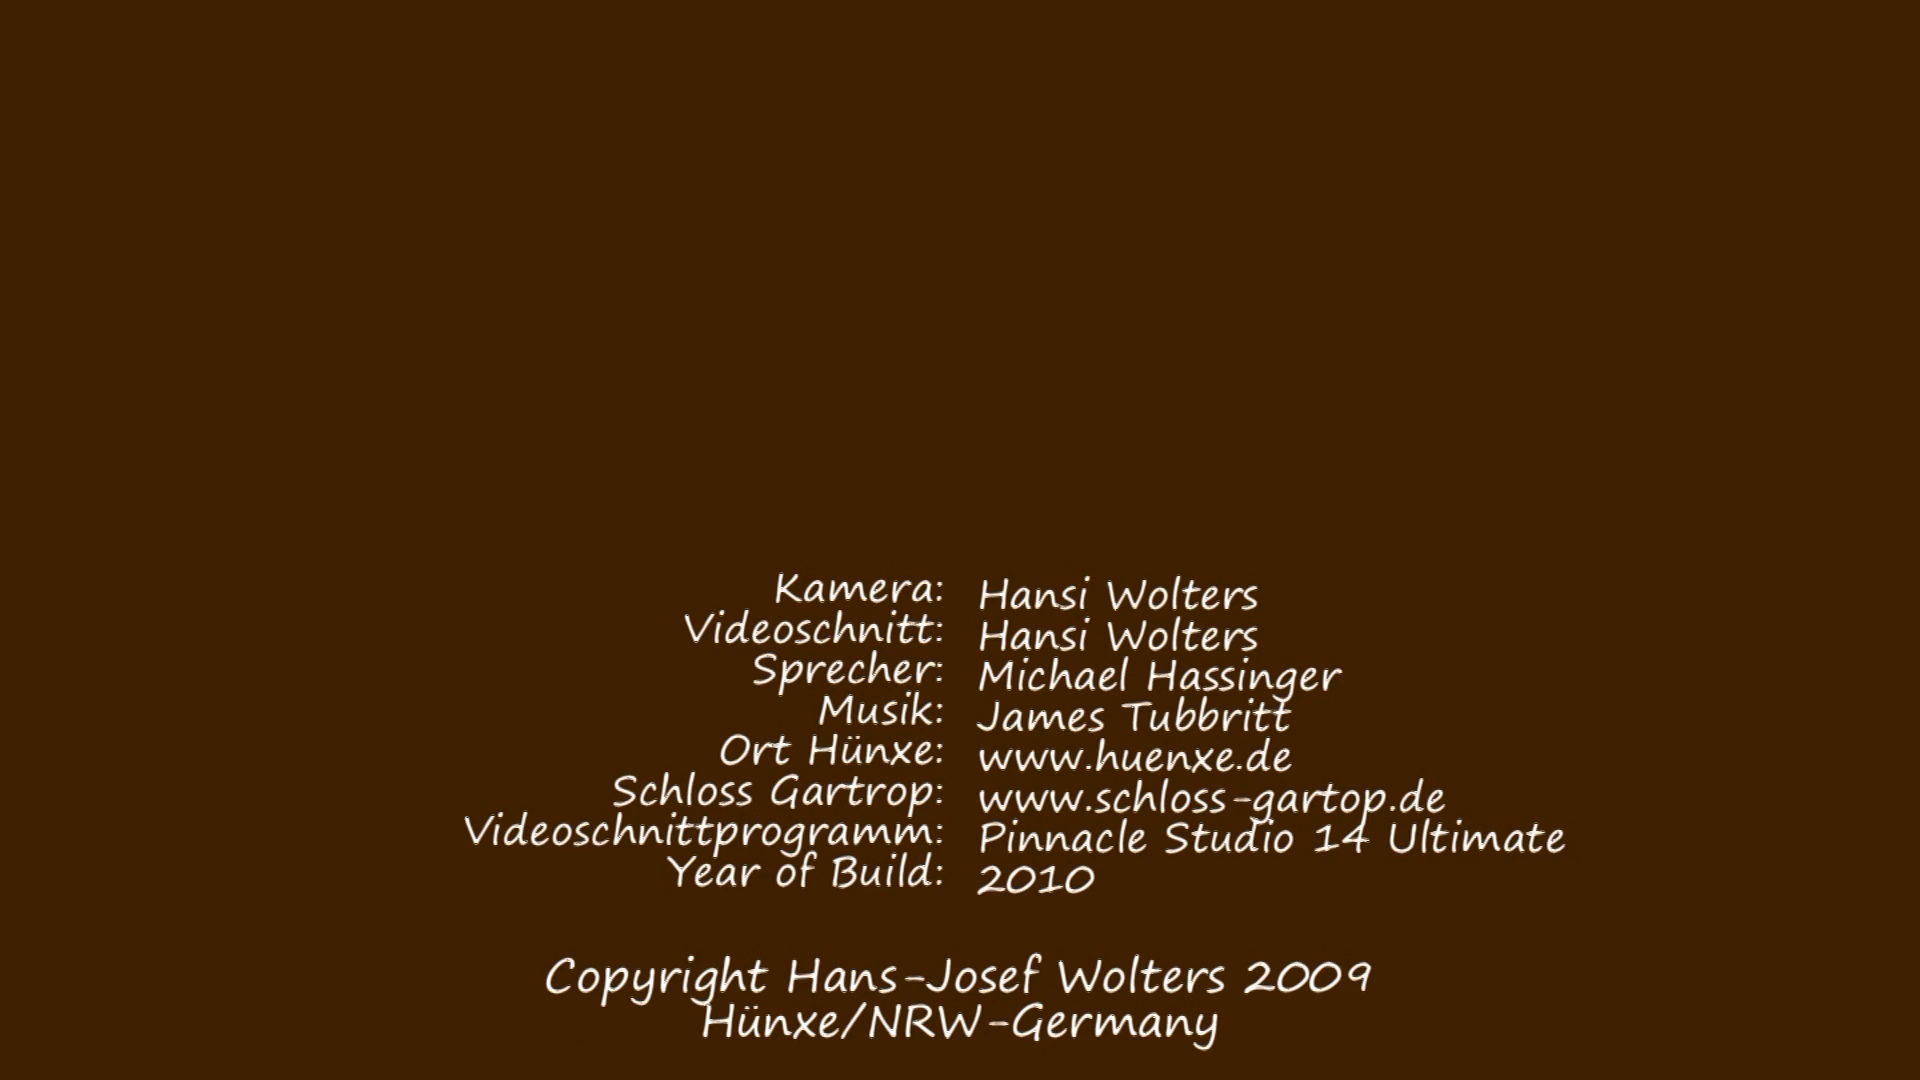 Kamera: Hansi Wolters
Videoschnitt: Hansi Wolters
Sprecher: Michael Hassinger
Musik: James Tubbritt
Ort Hünxe: www.huenxe.de
Schloss Gartrop: www.schloss-gartop.de
Videoschnittprogramm: Pinnacle Studio 14 Ultimate
Year of Build: 2010
Copyright Hans-Josef Wolters 2009
Hünxe/NRW-Germany